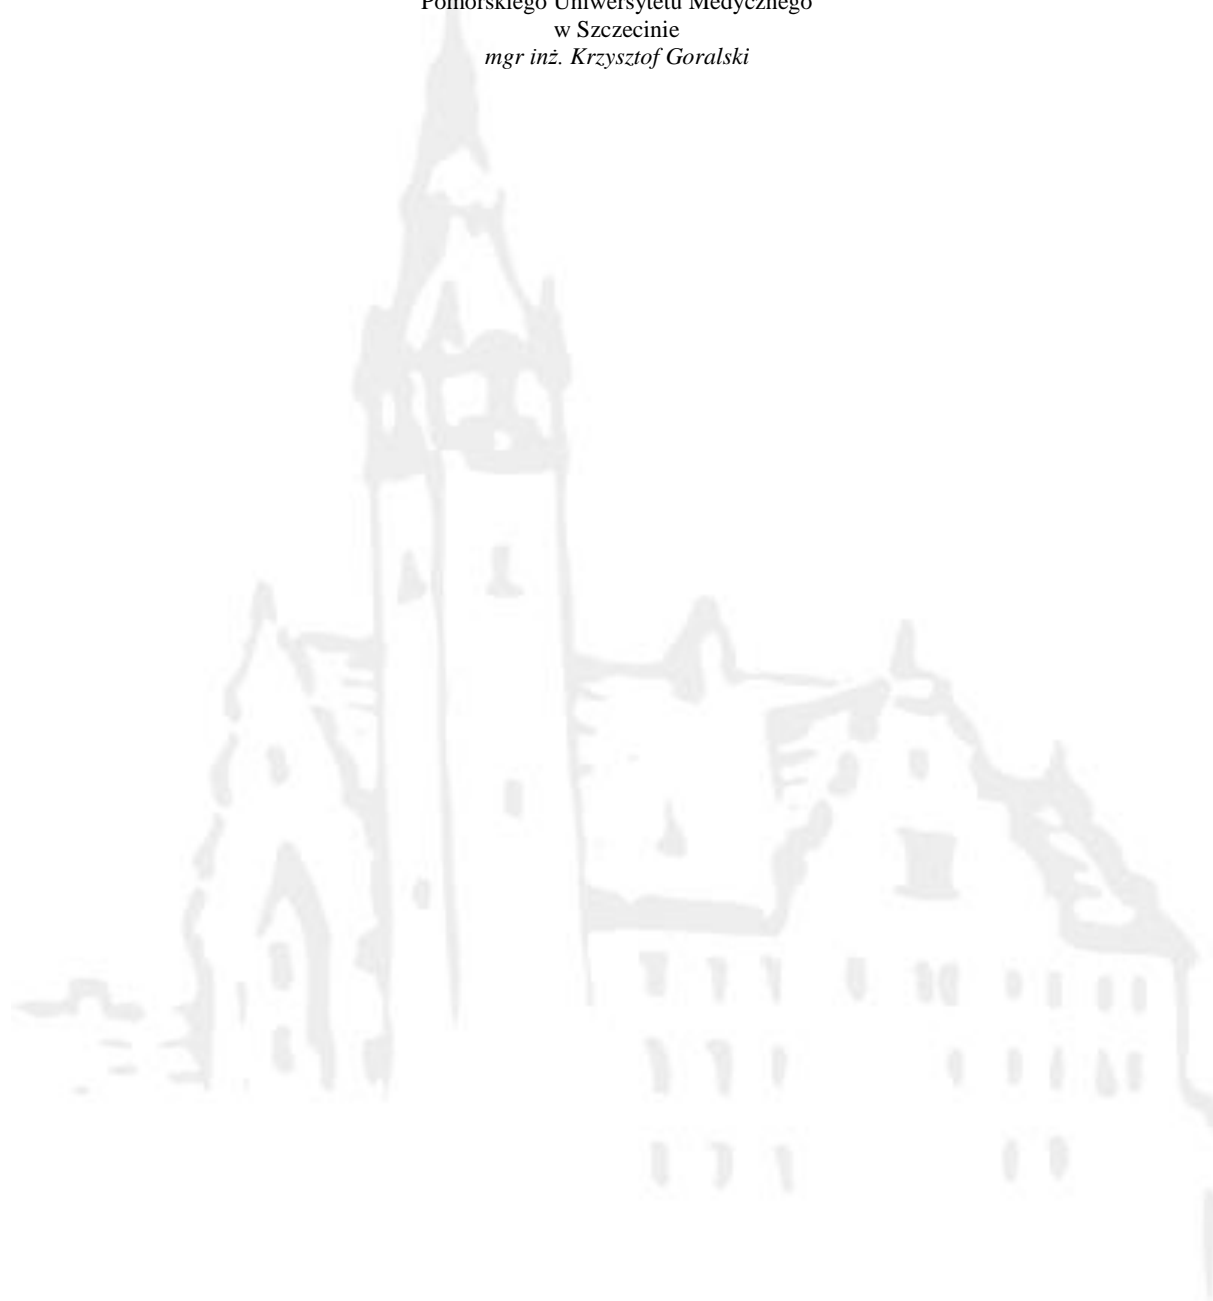 Pomorskiego Uniwersytetu Medycznego
w Szczecinie
mgr inż. Krzysztof Goralski